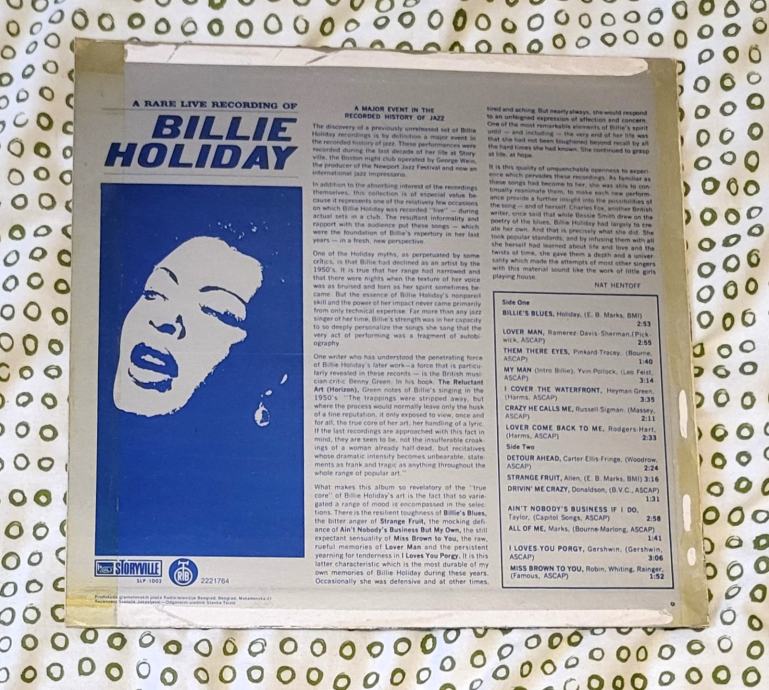 A RARE LIVE RECORDING OF
BILLIE
HOLIDAY
A MAJOR EVENT IN THE
RECORDED HISTORY OF JAZZ
The discovery of a previously unreleased set of Billie
Holiday recordings is by definition a major event in
the recorded history of jazz. These performances were
recorded during the last decade of her life at Story-
ville, the Boston night club operated by George Wein,
the producer of the Newport Jazz Festival and now an
international jazz impressario.
In addition to the absorbing interest of the recordings
themselves, this collection is of especial value be-
cause it represents one of the relatively few occasions
on which Billie Holiday was recorded "live" — during
actual sets in a club. The resultant informality and
rapport with the audience put these songs — which
were the foundation of Billie's repertory in her last
years — in a fresh, new perspective.
One of the Holiday myths, as perpetuated by some
critics, is that Billie had declined as an artist by the
1950's. It is true that her range had narrowed and
that there were nights when the texture of her voice
was as bruised and torn as her spirit sometimes be-
came. But the essence of Billie Holiday's nonpareil
skill and the power of her impact never came primarily
from only technical expertise. Far more than any jazz
singer of her time, Billie's strength was in her capacity
to so deeply personalize the songs she sang that the
very act of performing was a fragment of autobi-
ography.
One writer who has understood the penetrating force
of Billie Holiday's later work—a force that is particu-
larly revealed in these records — is the British musi-
cian critic Benny Green. In his book, The Reluctant
Art (Horizon), Green notes of Billie's singing in the
1950's "The trappings were stripped away, but
where the process would normally leave only the husk
of a fine reputation, it only exposed to view, once and
for all, the true core of her art, her handling of a lyric.
If the last recordings are approached with this fact in
mind, they are seen to be, not the insufferable croak-
ings of a woman already half-dead, but recitatives
whose dramatic intensity becomes unbearable, state-
ments as frank and tragic as anything throughout the
whole range of popular art."
What makes this album so revelatory of the "true
core" of Billie Holiday's art is the fact that so varie-
gated a range of mood is encompassed in the selec-
tions. There is the resilient toughness of Billie's Blues,
the bitter anger of Strange Fruit, the mocking defi-
ance of Ain't Nobody's Business But My Own, the still
expectant sensuality of Miss Brown to You, the raw,
rueful memories of Lover Man and the persistent
yearning for tenderness in I Loves You Porgy. It is this
latter characteristic which is the most durable of my
own memories of Billie Holiday during these years.
Occasionally she was defensive and at other times,
tired and aching. But nearly always, she would respond
to an unfeigned expression of affection and concern.
One of the most remarkable elements of Billie's spirit
until — and including — the very end of her life was
that she had not been toughened beyond recall by all
the hard times she had known. She continued to grasp
at life, at hope.
It is this quality of unquenchable openness to experi-
ence which pervades these recordings. As familiar as
these songs had become to her, she was able to con-
tinually reanimate them, to make each new perform-
ance provide a further insight into the possibilities of
the song — and of herself. Charles Fox, another British
writer, once said that while Bessie Smith drew on the
poetry of the blues, Billie Holiday had largely to cre-
ate her own. And that is precisely what she did. She
took popular standards, and by infusing them with all
she herself had learned about life and love and the
twists of time, she gave them a depth and a univer-
sality which made the attempts of most other singers
with this material sound like the work of little girls
playing house.
NAT HENTOFF
Side One
BILLIE'S BLUES, Holiday, (E. B. Marks, BMI)
2:53
LOVER MAN, Ramerez-Davis-Sherman, (Pick-
wick, ASCAP) 2:55
THEM THERE EYES, Pinkard-Tracey, (Bourne,
ASCAP) 1:40
MY MAN (Intro Billie), Yvin-Pollock, (Leo Feist,
ASCAP) 3:14
I COVER THE WATERFRONT, Heyman-Green,
(Harms, ASCAP) 3:35
CRAZY HE CALLS ME, Russell-Sigman, (Massey,
ASCAP) 2:11
LOVER COME BACK TO ME, Rodgers-Hart,
(Harms, ASCAP) 2:33
Side Two
DETOUR AHEAD, Carter-Ellis-Fringe, (Woodrow,
ASCAP) 2:24
STRANGE FRUIT, Allen, (E. B. Marks, BMI) 3:16
DRIVIN' ME CRAZY, Donaldson, (B.V.C., ASCAP)
1:31
AIN'T NOBODY'S BUSINESS IF I DO,
Taylor, (Capitol Songs, ASCAP) 2:58
ALL OF ME, Marks, (Bourne-Marlong, ASCAP)
1:41
I LOVES YOU PORGY, Gershwin, (Gershwin,
ASCAP) 3:06
MISS BROWN TO YOU, Robin, Whiting, Rainger,
(Famous, ASCAP) 1:52
STORYVILLE
SLP-1002
RTB
2221764
Produkcija gramofonskih ploča Radio-televizije Beograd, Beograd, Makedonska 21